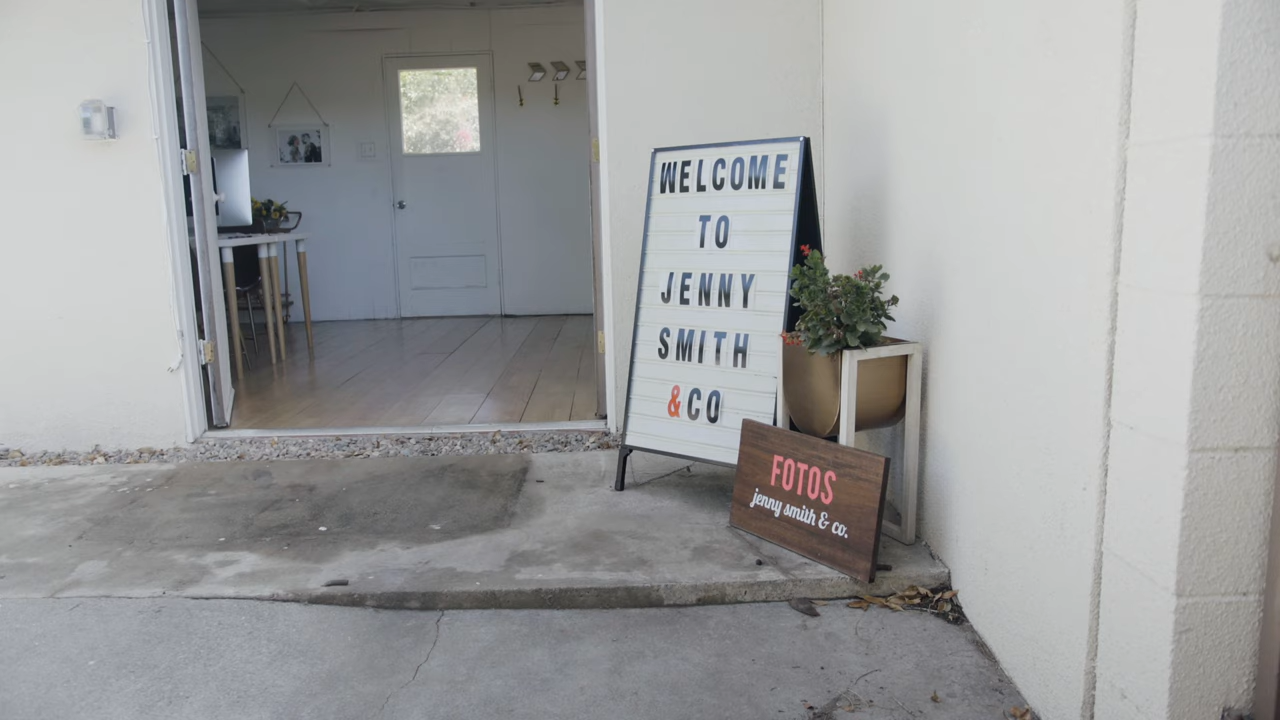 WELCOME
TO
JENNY
SMITH
&CO
FOTOS
jenny smith & co.